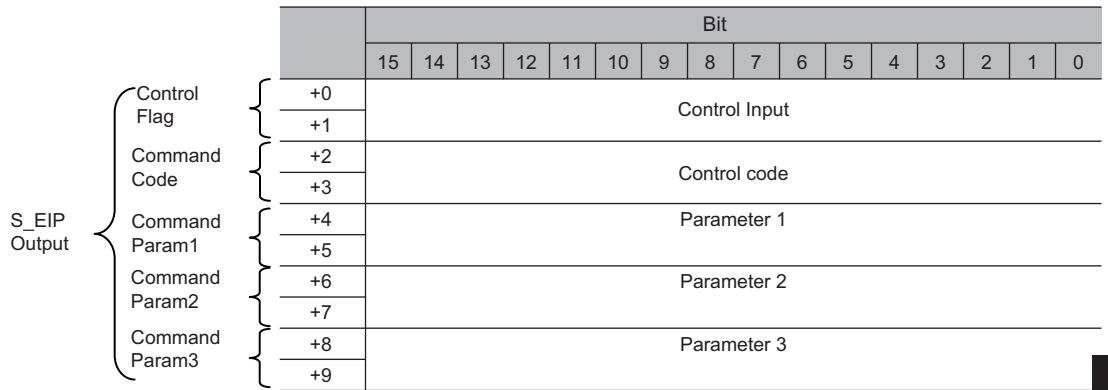 Bit
15 14 13 12 11 10 9 8 7 6 5 4 3 2 1 0
S_EIP
Output
Control
Flag
+0
+1
Control Input
Command
Code
+2
+3
Control code
Command
Param1
+4
+5
Parameter 1
Command
Param2
+6
+7
Parameter 2
Command
Param3
+8
+9
Parameter 3